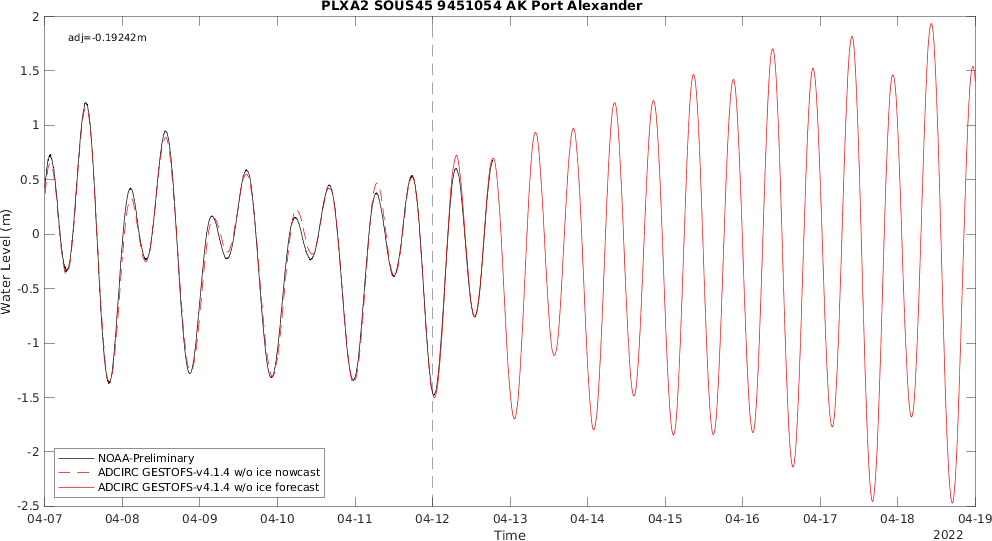 PLXA2 SOUS45 9451054 AK Port Alexander
adj=-0.19242m
2
1.5
1
0.5
0
-0.5
-1
-1.5
-2
-2.5
Water Level (m)
NOAA-Preliminary
ADCIRC GESTOFS-v4.1.4 w/o ice nowcast
ADCIRC GESTOFS-v4.1.4 w/o ice forecast
04-07 04-08 04-09 04-10 04-11 04-12 04-13 04-14 04-15 04-16 04-17 04-18 04-19
Time
2022